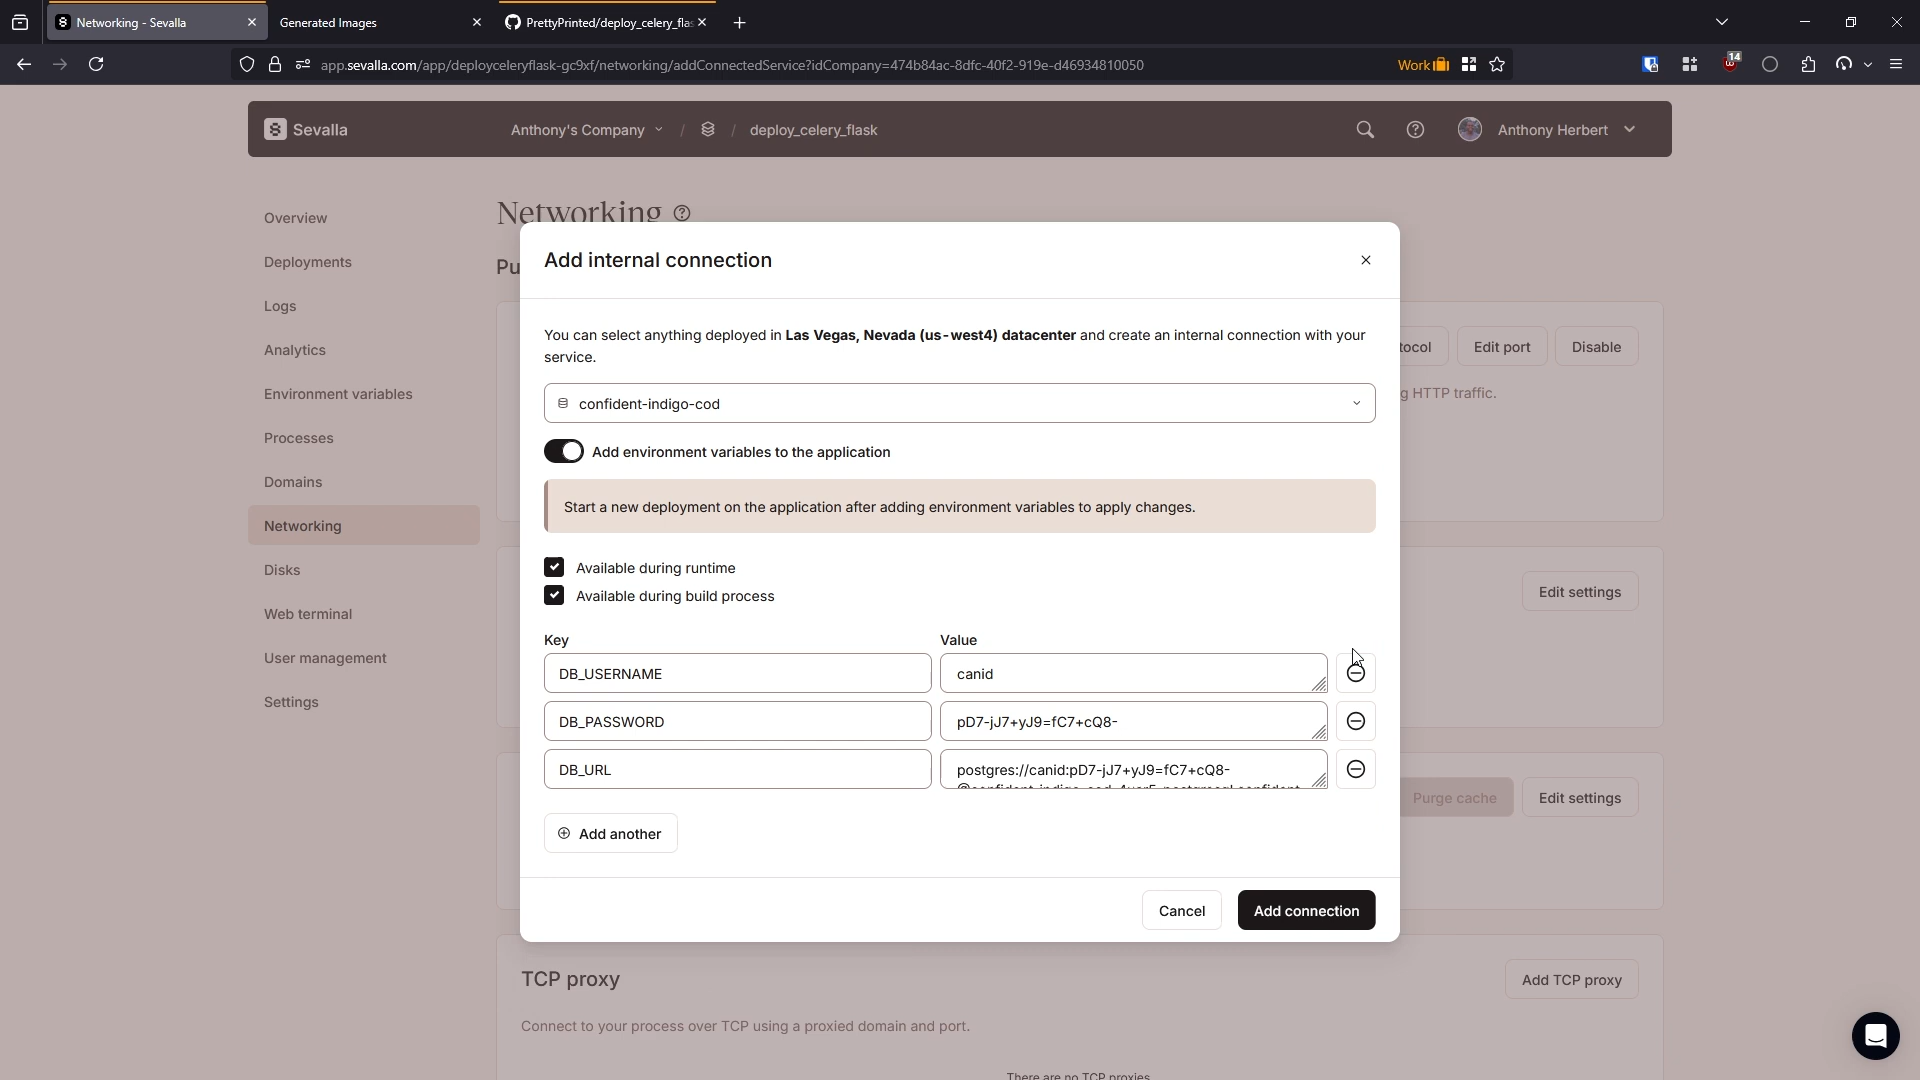 Networking - Sevalla
Generated Images
PrettyPrinted/deploy_celery_flas
app.sevalla.com/app/deployceleryflask-gc9xf/networking/addConnectedService?idCompany=474b84ac-8dfc-40f2-919e-d46934810050
Work
14
Sevalla
Anthony's Company / / deploy_celery_flask
Anthony Herbert
Overview
Deployments
Logs
Analytics
Environment variables
Processes
Domains
Networking
Disks
Web terminal
User management
Settings
Networking
Pu
tocol
Edit port
Disable
g HTTP traffic.
Edit settings
Purge cache
Edit settings
Add internal connection
You can select anything deployed in Las Vegas, Nevada (us-west4) datacenter and create an internal connection with your
service.
confident-indigo-cod
Add environment variables to the application
Start a new deployment on the application after adding environment variables to apply changes.
Available during runtime
Available during build process
Key Value
DB_USERNAME canid
DB_PASSWORD pD7-jJ7+yJ9=fC7+cQ8-
DB_URL postgres://canid:pD7-jJ7+yJ9=fC7+cQ8-
Add another
Cancel
Add connection
TCP proxy
Add TCP proxy
Connect to your process over TCP using a proxied domain and port.
There are no TCP proxies